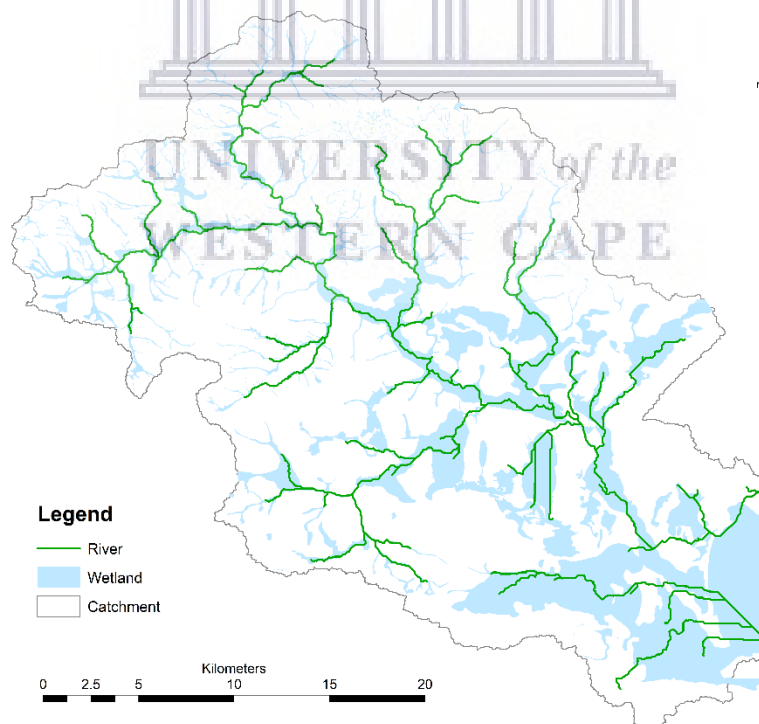 UNIVERSITY of the
WESTERN CAPE
Legend
River
Wetland
Catchment
Kilometers
0 2.5 5 10 15 20